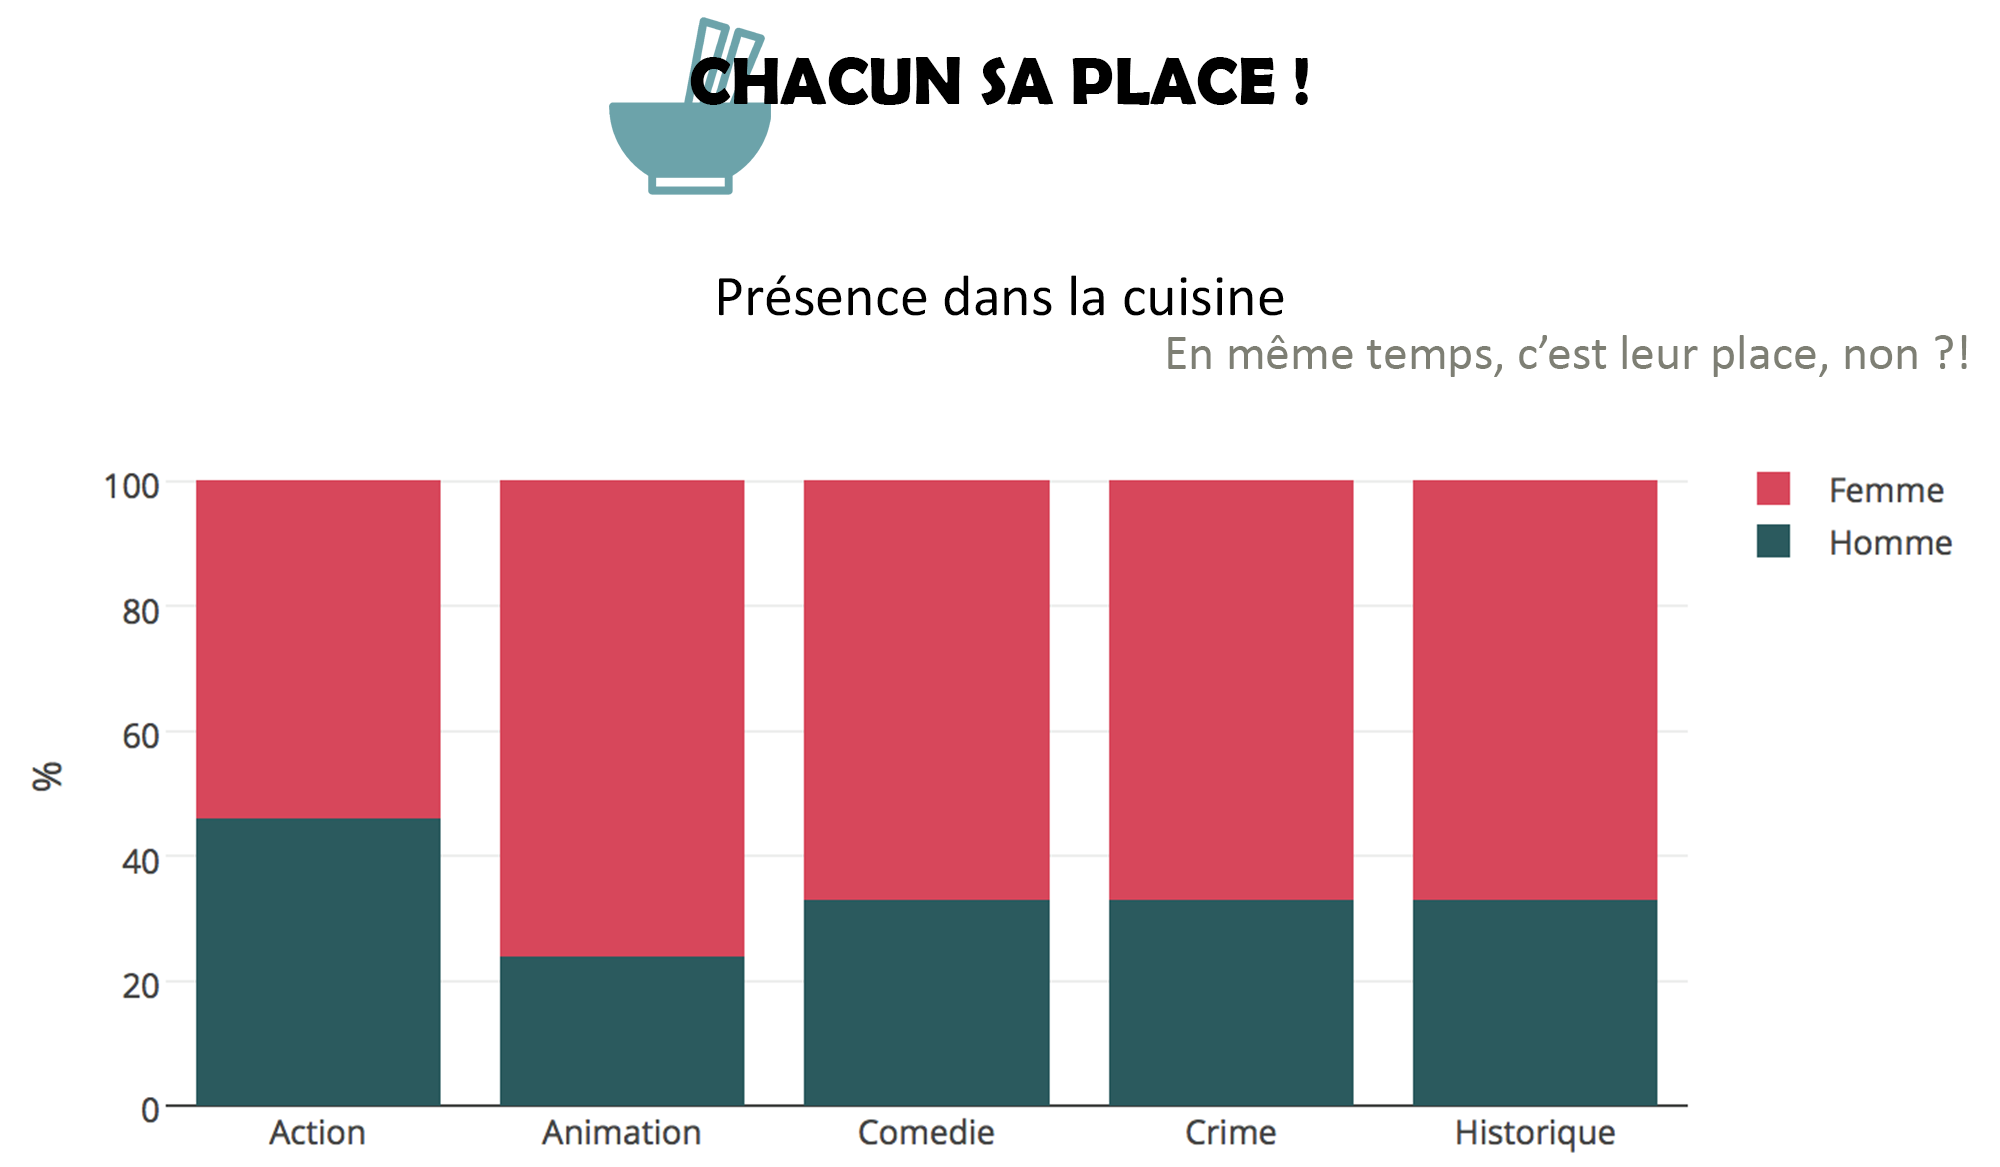 CHACUN SA PLACE !
Présence dans la cuisine
En même temps, c’est leur place, non ?!
100
80
60
40
20
0
%
Action
Animation
Comedie
Crime
Historique
Femme
Homme